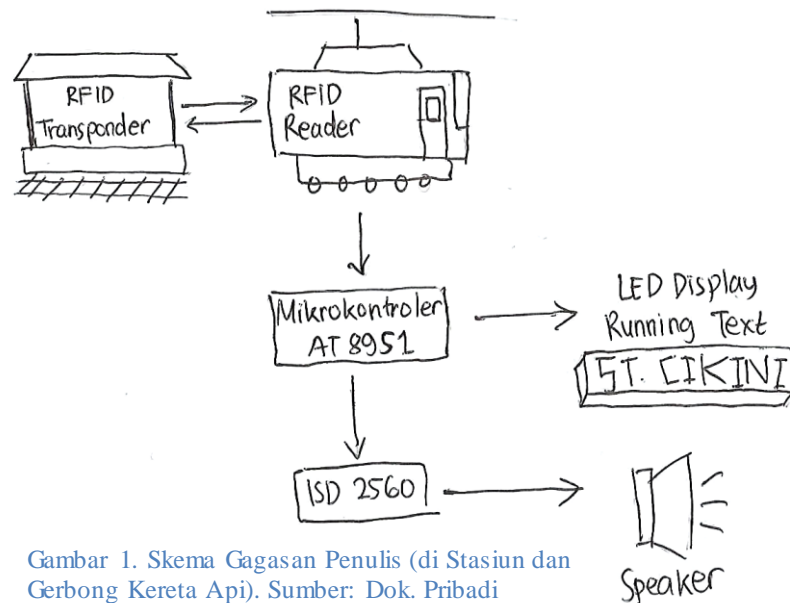 RFID
Transponder
RFID
Reader
Mikrokontroler
AT 8951
LED Display
Running Text
ST. CIKINI
ISD 2560
Speaker
Gambar 1. Skema Gagasan Penulis (di Stasiun dan
Gerbong Kereta Api). Sumber: Dok. Pribadi